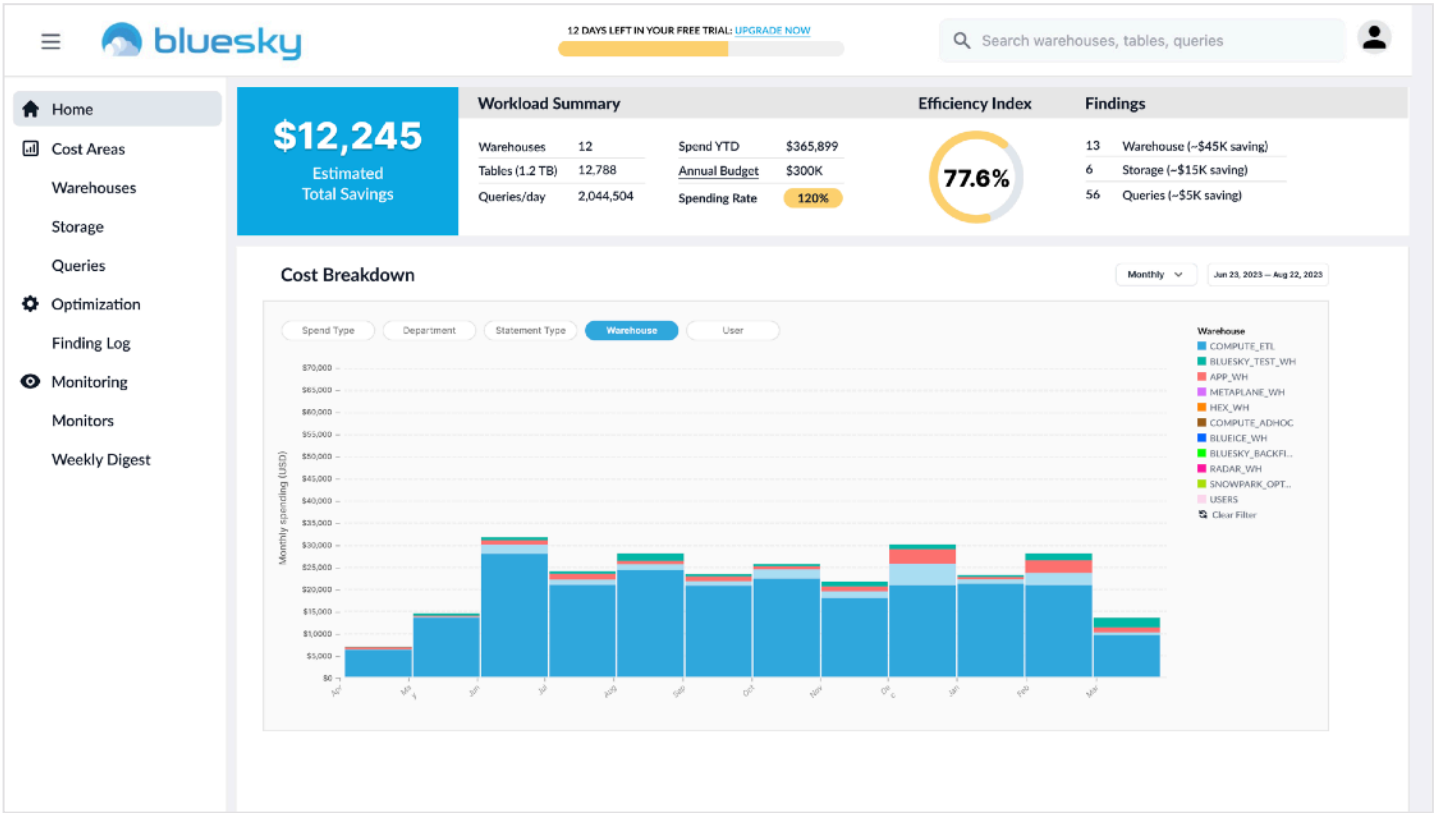 bluesky
12 DAYS LEFT IN YOUR FREE TRIAL: UPGRADE NOW
Search warehouses, tables, queries
Home
Cost Areas
Warehouses
Storage
Queries
Optimization
Finding Log
Monitoring
Monitors
Weekly Digest
$12,245
Estimated
Total Savings
Workload Summary
Warehouses 12
Tables (1.2 TB) 12,788
Queries/day 2,044,504
Spend YTD $365,899
Annual Budget $300K
Spending Rate 120%
Efficiency Index
77.6%
Findings
13 Warehouse (~$45K saving)
6 Storage (~$15K saving)
56 Queries (~$5K saving)
Cost Breakdown
Monthly
Jun 23, 2023 — Aug 22, 2023
Spend Type Department Statement Type Warehouse User
Monthly spending (USD)
$70,000
$65,000
$60,000
$55,000
$50,000
$45,000
$40,000
$35,000
$30,000
$25,000
$20,000
$15,000
$1,0000
$5,000
$0
Apr May Jun Jul Aug Sep Oct Nov Dec Jan Feb Mar
Warehouse
COMPUTE_ETL
BLUESKY_TEST_WH
APP_WH
METAPLANE_WH
HEX_WH
COMPUTE_ADHOC
BLUEICE_WH
BLUESKY_BACKFI...
RADAR_WH
SNOWPARK_OPT...
USERS
Clear Filter